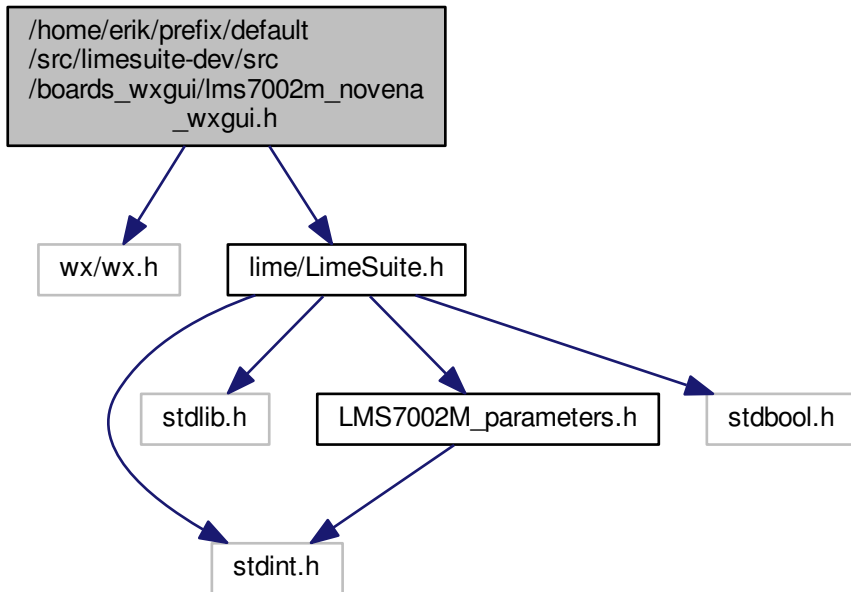 /home/erik/prefix/default
/src/limesuite-dev/src
/boards_wxgui/lms7002m_novena
_wxgui.h
wx/wx.h
lime/LimeSuite.h
stdlib.h
LMS7002M_parameters.h
stdbool.h
stdint.h